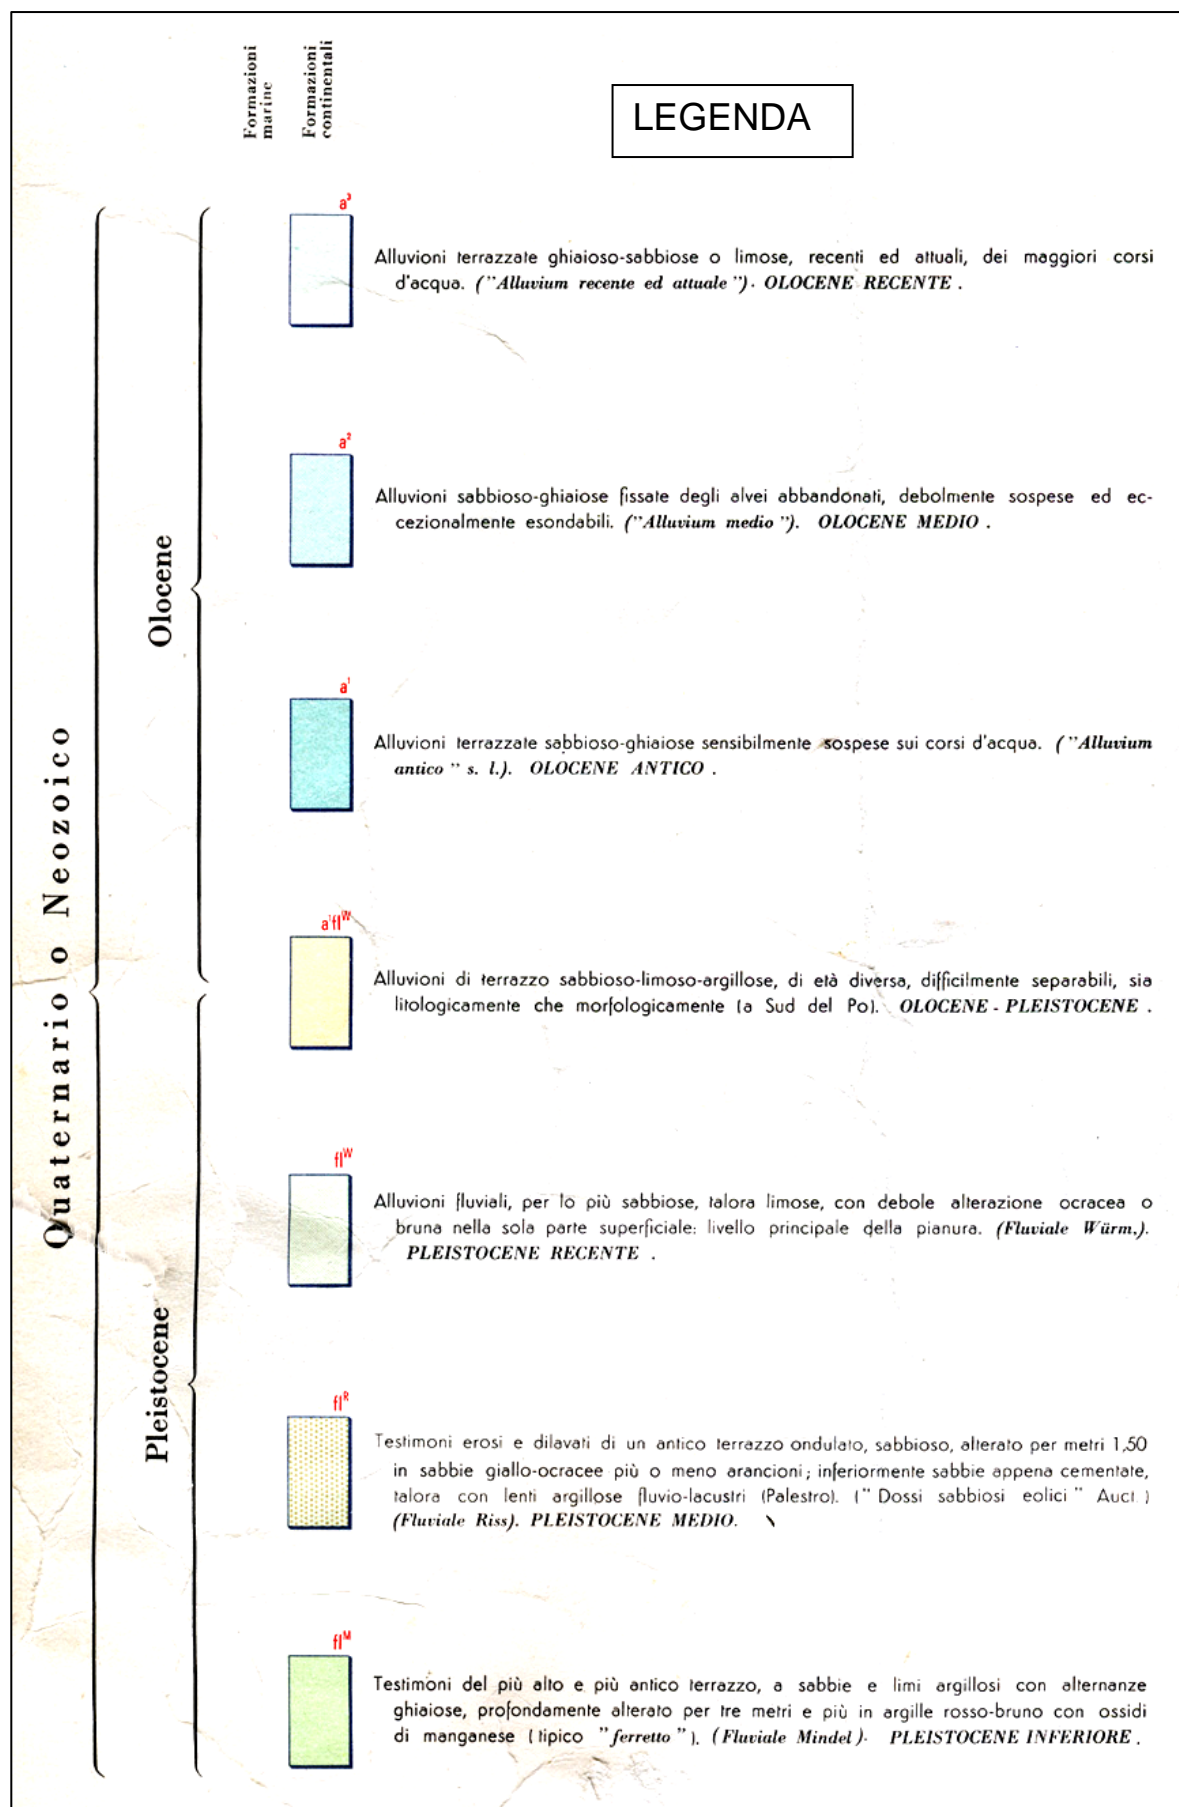 Formazioni
marine
Formazioni
continentali
LEGENDA
Quaternario o Neozoico
Olocene
Pleistocene
a³
Alluvioni terrazzate ghiaioso-sabbiose o limose, recenti ed attuali, dei maggiori corsi
d'acqua. ("Alluvium recente ed attuale"). OLOCENE RECENTE .
a²
Alluvioni sabbioso-ghiaiose fissate degli alvei abbandonati, debolmente sospese ed ec-
cezionalmente esondabili. ("Alluvium medio"). OLOCENE MEDIO .
a¹
Alluvioni terrazzate sabbioso-ghiaiose sensibilmente sospese sui corsi d'acqua. ("Alluvium
antico" s. l.). OLOCENE ANTICO .
a¹flᵂ
Alluvioni di terrazzo sabbioso-limoso-argillose, di età diversa, difficilmente separabili, sia
litologicamente che morfologicamente (a Sud del Po). OLOCENE - PLEISTOCENE .
flᵂ
Alluvioni fluviali, per lo più sabbiose, talora limose, con debole alterazione ocracea o
bruna nella sola parte superficiale: livello principale della pianura. (Fluviale Würm.).
PLEISTOCENE RECENTE .
flᴿ
Testimoni erosi e dilavati di un antico terrazzo ondulato, sabbioso, alterato per metri 1,50
in sabbie giallo-ocracee più o meno arancioni; inferiormente sabbie appena cementate,
talora con lenti argillose fluvio-lacustri (Palestro). ("Dossi sabbiosi eolici" Auct.)
(Fluviale Riss). PLEISTOCENE MEDIO.
flᴹ
Testimoni del più alto e più antico terrazzo, a sabbie e limi argillosi con alternanze
ghiaiose, profondamente alterato per tre metri e più in argille rosso-bruno con ossidi
di manganese (tipico "ferretto"). (Fluviale Mindel). PLEISTOCENE INFERIORE .